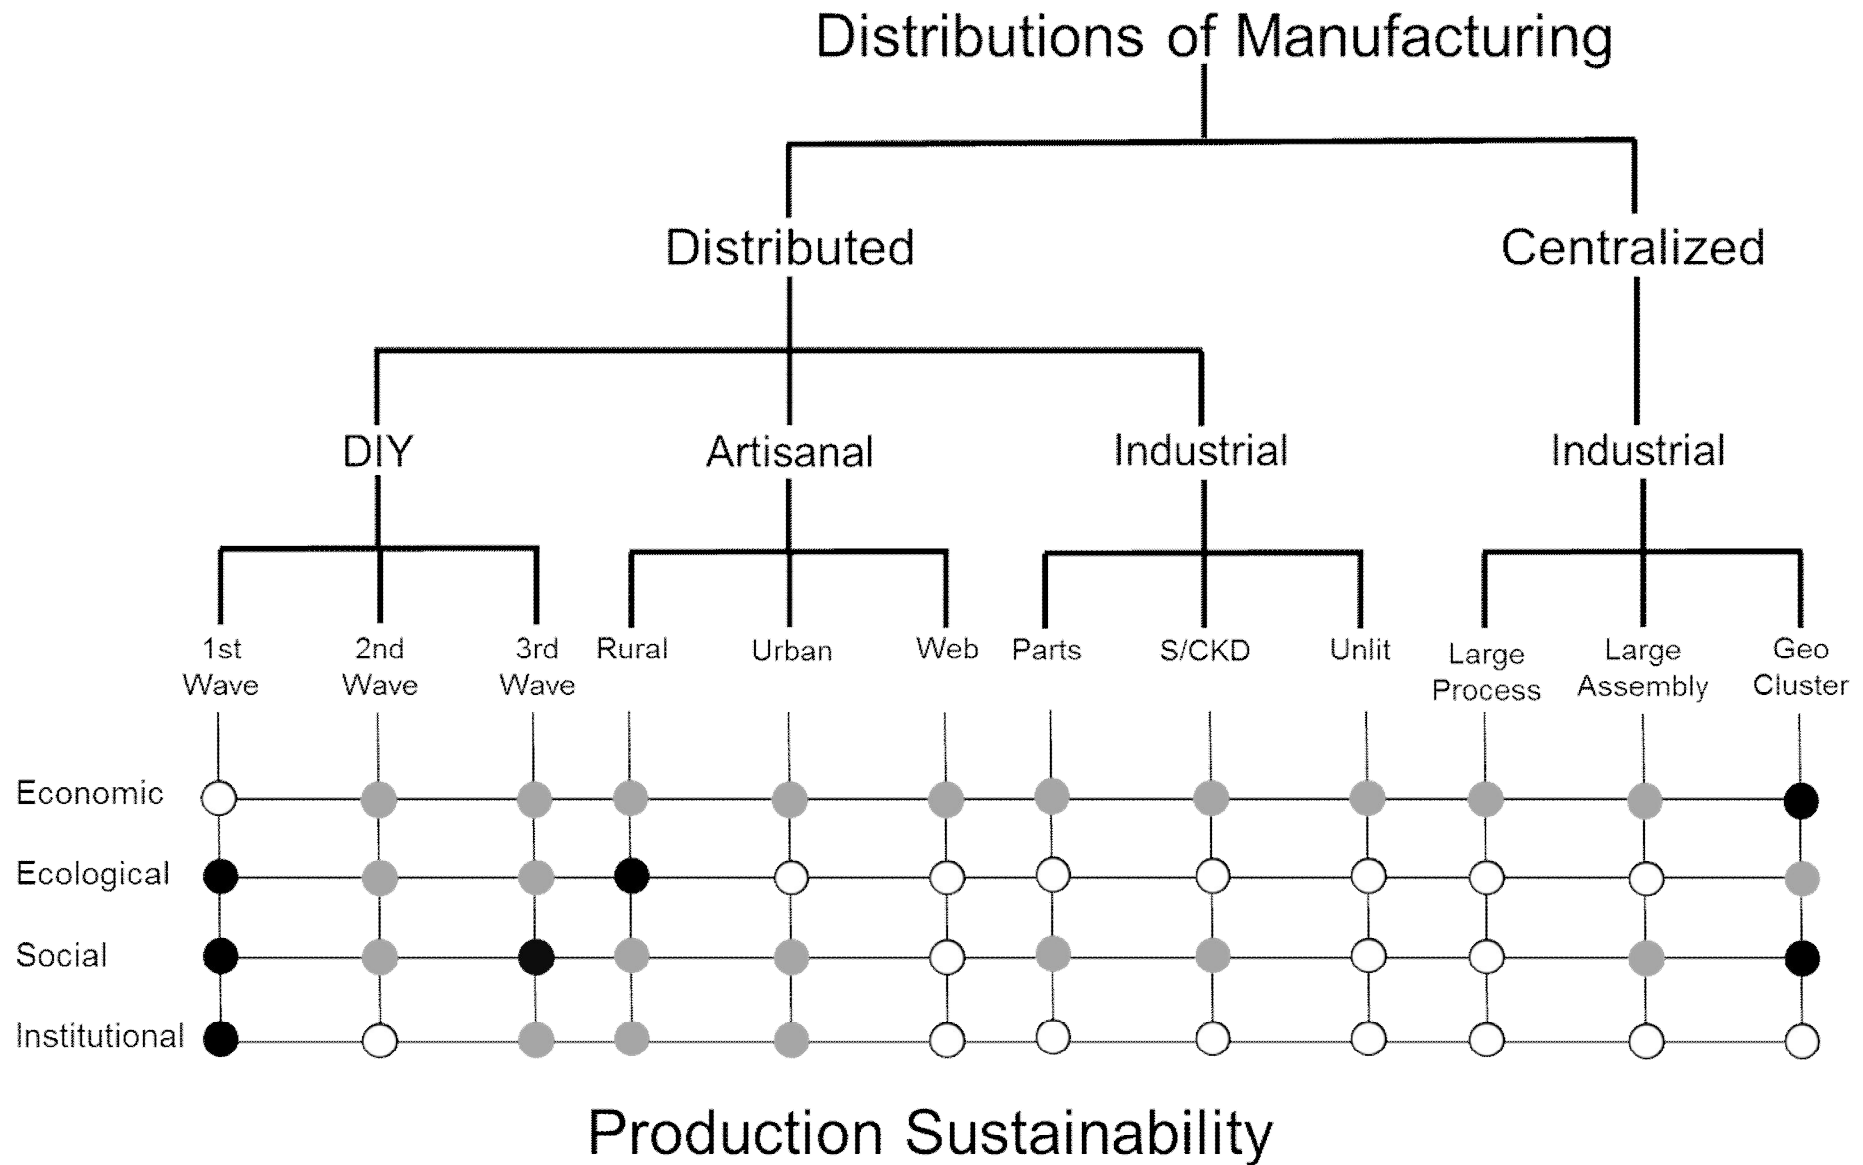 Distributions of Manufacturing
Distributed
Centralized
DIY
Artisanal
Industrial
Industrial
1st
Wave
2nd
Wave
3rd
Wave
Rural
Urban
Web
Parts
S/CKD
Unlit
Large
Process
Large
Assembly
Geo
Cluster
Economic
Ecological
Social
Institutional
Production Sustainability